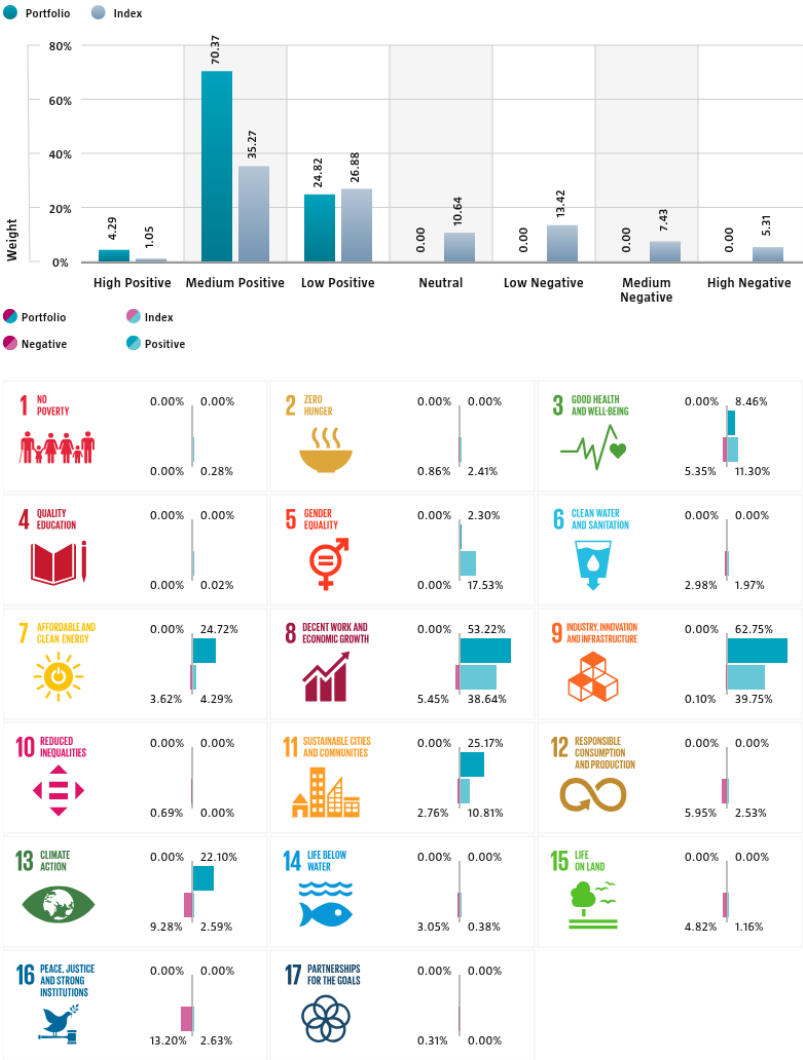 Portfolio Index
80%
60%
40%
20%
0%
Weight
4.29 1.05
70.37 35.27
24.82 26.88
0.00 10.64
0.00 13.42
0.00 7.43
0.00 5.31
High Positive Medium Positive Low Positive Neutral Low Negative Medium Negative High Negative
Portfolio Index
Negative Positive
1 NO
POVERTY
0.00% 0.00%
0.00% 0.28%
2 ZERO
HUNGER
0.00% 0.00%
0.86% 2.41%
3 GOOD HEALTH
AND WELL-BEING
0.00% 8.46%
5.35% 11.30%
4 QUALITY
EDUCATION
0.00% 0.00%
0.00% 0.02%
5 GENDER
EQUALITY
0.00% 2.30%
0.00% 17.53%
6 CLEAN WATER
AND SANITATION
0.00% 0.00%
2.98% 1.97%
7 AFFORDABLE AND
CLEAN ENERGY
0.00% 24.72%
3.62% 4.29%
8 DECENT WORK AND
ECONOMIC GROWTH
0.00% 53.22%
5.45% 38.64%
9 INDUSTRY, INNOVATION
AND INFRASTRUCTURE
0.00% 62.75%
0.10% 39.75%
10 REDUCED
INEQUALITIES
0.00% 0.00%
0.69% 0.00%
11 SUSTAINABLE CITIES
AND COMMUNITIES
0.00% 25.17%
2.76% 10.81%
12 RESPONSIBLE
CONSUMPTION
AND PRODUCTION
0.00% 0.00%
5.95% 2.53%
13 CLIMATE
ACTION
0.00% 22.10%
9.28% 2.59%
14 LIFE BELOW
WATER
0.00% 0.00%
3.05% 0.38%
15 LIFE
ON LAND
0.00% 0.00%
4.82% 1.16%
16 PEACE, JUSTICE
AND STRONG
INSTITUTIONS
0.00% 0.00%
13.20% 2.63%
17 PARTNERSHIPS
FOR THE GOALS
0.00% 0.00%
0.31% 0.00%